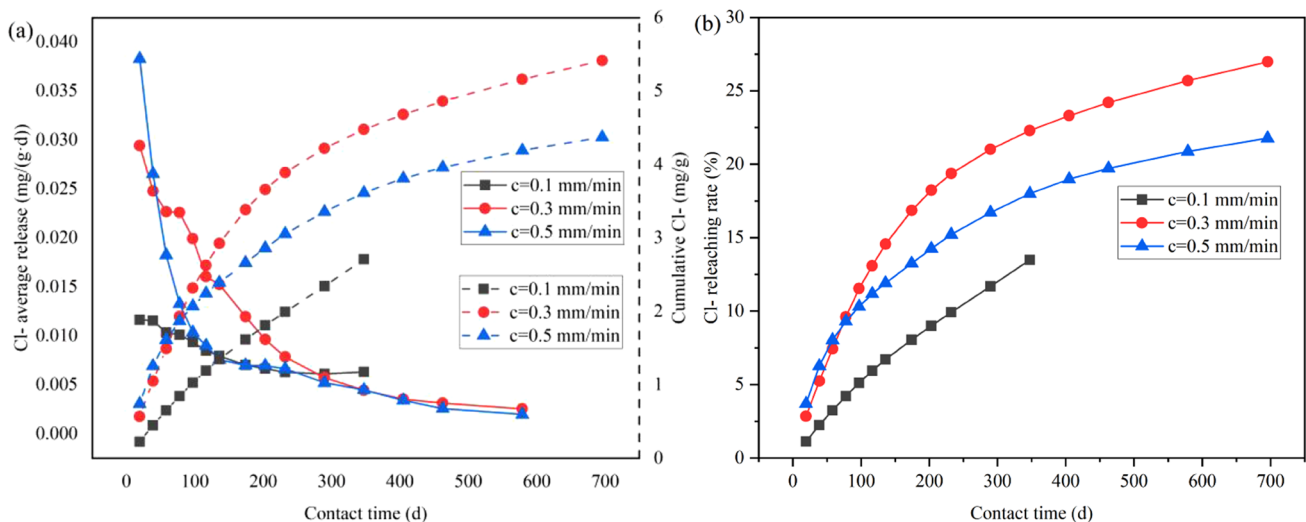 (a)
Cl- average release (mg/(g·d))
0.040
0.035
0.030
0.025
0.020
0.015
0.010
0.005
0.000
0 100 200 300 400 500 600 700
Contact time (d)
c=0.1 mm/min
c=0.3 mm/min
c=0.5 mm/min
c=0.1 mm/min
c=0.3 mm/min
c=0.5 mm/min
6
5
4
3
2
1
0
Cumulative Cl- (mg/g)
(b)
Cl- releaching rate (%)
30
25
20
15
10
5
0
0 100 200 300 400 500 600 700
Contact time (d)
c=0.1 mm/min
c=0.3 mm/min
c=0.5 mm/min